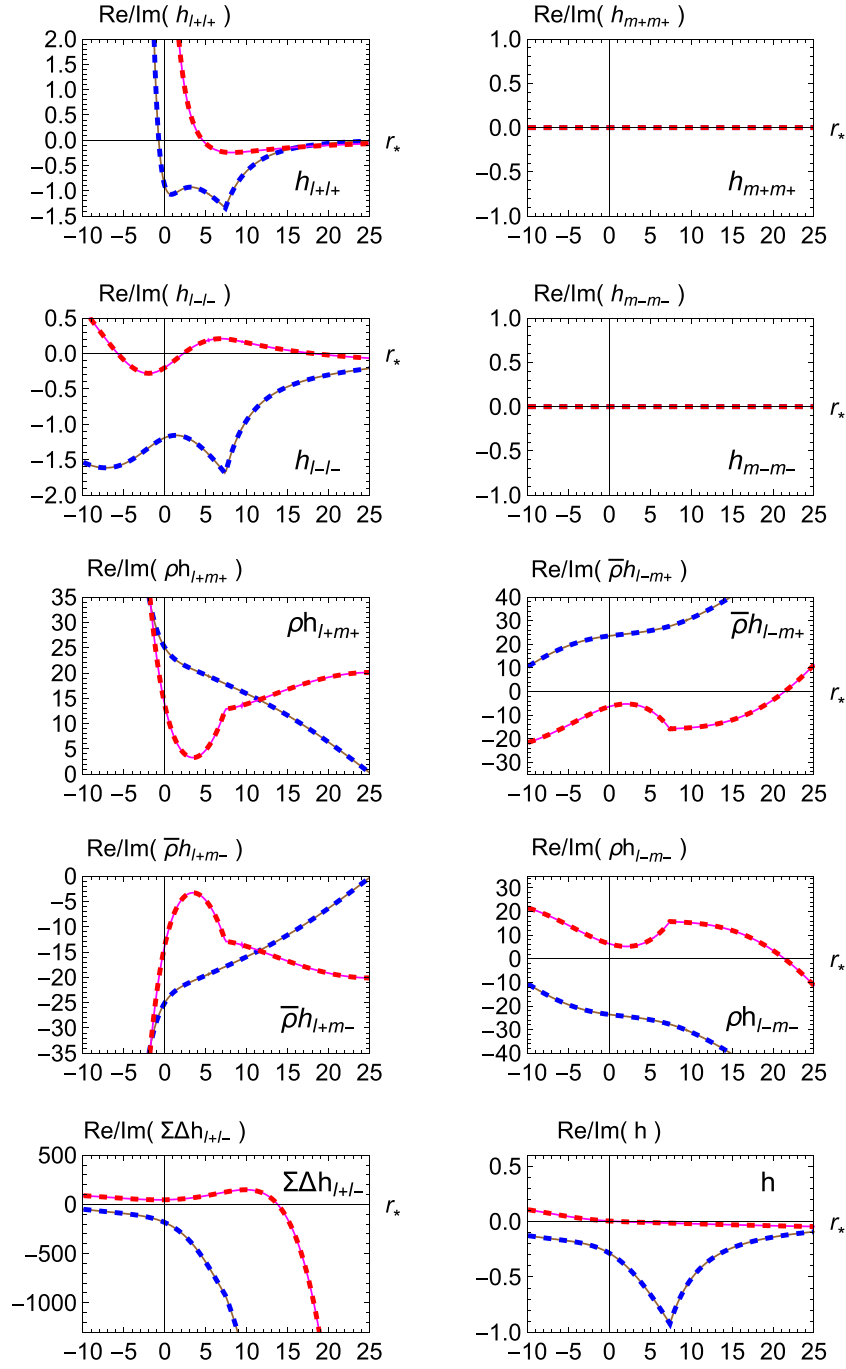 Re/Im( h_{l+l+} )
2.0
1.5
1.0
0.5
0.0
−0.5
−1.0
−1.5
r_*
h_{l+l+}
−10 −5 0 5 10 15 20 25
Re/Im( h_{m+m+} )
1.0
0.5
0.0
−0.5
−1.0
r_*
h_{m+m+}
−10 −5 0 5 10 15 20 25
Re/Im( h_{l−l−} )
0.5
0.0
−0.5
−1.0
−1.5
−2.0
r_*
h_{l−l−}
−10 −5 0 5 10 15 20 25
Re/Im( h_{m−m−} )
1.0
0.5
0.0
−0.5
−1.0
r_*
h_{m−m−}
−10 −5 0 5 10 15 20 25
Re/Im( ρh_{l+m+} )
35
30
25
20
15
10
5
0
ρh_{l+m+}
−10 −5 0 5 10 15 20 25
Re/Im( ρ̅h_{l−m+} )
40
30
20
10
0
−10
−20
−30
r_*
ρ̅h_{l−m+}
−10 −5 0 5 10 15 20 25
Re/Im( ρ̅h_{l+m−} )
0
−5
−10
−15
−20
−25
−30
−35
ρ̅h_{l+m−}
−10 −5 0 5 10 15 20 25
Re/Im( ρh_{l−m−} )
30
20
10
0
−10
−20
−30
−40
r_*
ρh_{l−m−}
−10 −5 0 5 10 15 20 25
Re/Im( ΣΔh_{l+l−} )
500
0
−500
−1000
r_*
ΣΔh_{l+l−}
−10 −5 0 5 10 15 20 25
Re/Im( h )
1.0
0.5
0.0
−0.5
−1.0
r_*
h
−10 −5 0 5 10 15 20 25